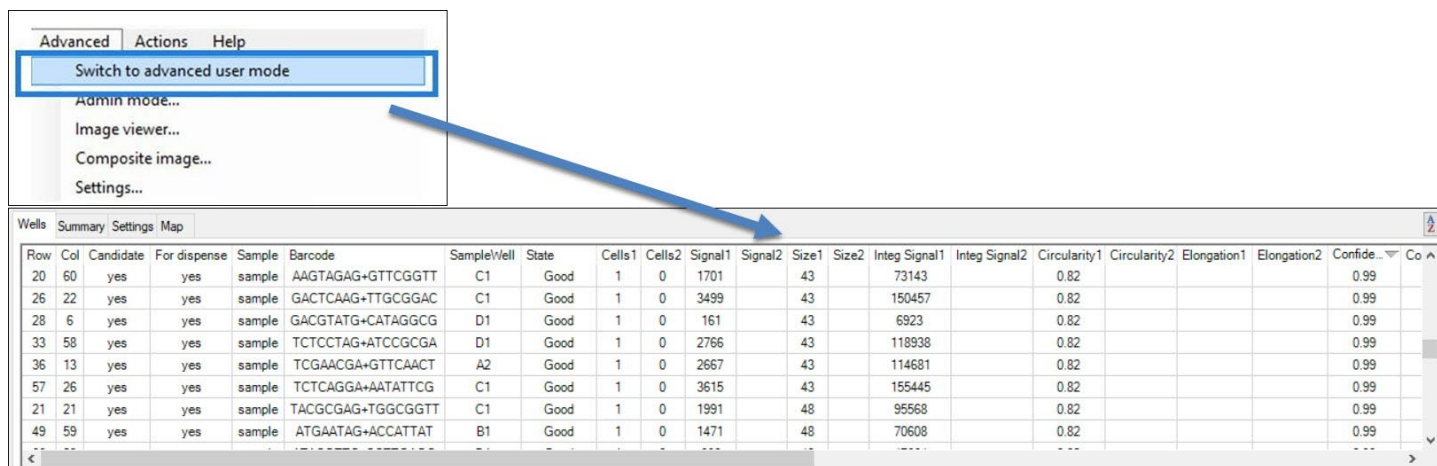 Advanced Actions Help
Switch to advanced user mode
Admin mode...
Image viewer...
Composite image...
Settings...
Wells Summary Settings Map
Row Col Candidate For dispense Sample Barcode SampleWell State Cells1 Cells2 Signal1 Signal2 Size1 Size2 Integ Signal1 Integ Signal2 Circularity1 Circularity2 Elongation1 Elongation2 Confide... Co
20 60 yes yes sample AAGTAGAG+GTTCGGTT C1 Good 1 0 1701 43 73143 0.82 0.99
26 22 yes yes sample GACTCAAG+TTGCGGAC C1 Good 1 0 3499 43 150457 0.82 0.99
28 6 yes yes sample GACGTATG+CATAGGCG D1 Good 1 0 161 43 6923 0.82 0.99
33 58 yes yes sample TCTCCTAG+ATCCGCGA D1 Good 1 0 2766 43 118938 0.82 0.99
36 13 yes yes sample TCGAACGA+GTTCAACT A2 Good 1 0 2667 43 114681 0.82 0.99
57 26 yes yes sample TCTCAGGA+AATATTCG C1 Good 1 0 3615 43 155445 0.82 0.99
21 21 yes yes sample TACGCGAG+TGGCGGTT C1 Good 1 0 1991 48 95568 0.82 0.99
49 59 yes yes sample ATGAATAG+ACCATTAT B1 Good 1 0 1471 48 70608 0.82 0.99